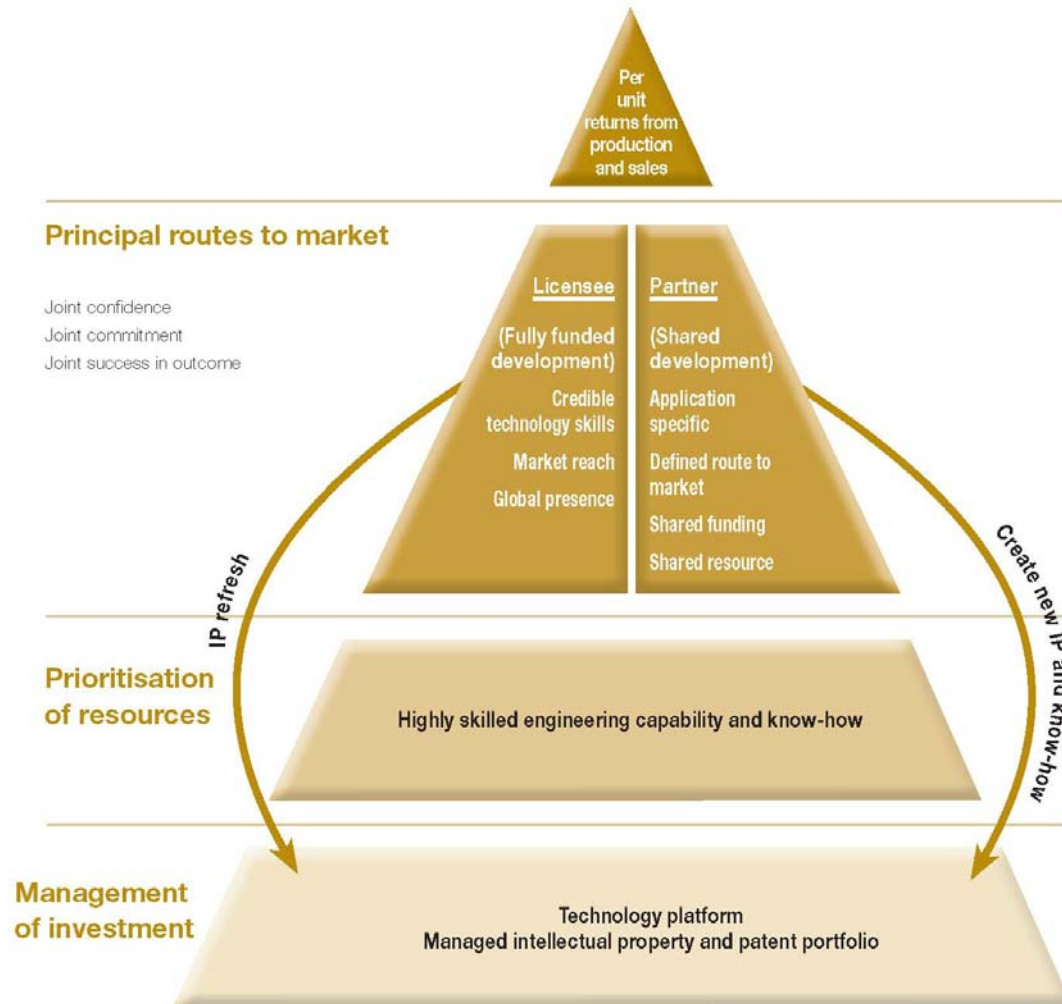 Per
unit
returns from
production
and sales
Principal routes to market
Joint confidence
Joint commitment
Joint success in outcome
Licensee
(Fully funded
development)
Credible
technology skills
Market reach
Global presence
Partner
(Shared
development)
Application
specific
Defined route to
market
Shared funding
Shared resource
IP refresh
Create new IP and know-how
Prioritisation
of resources
Highly skilled engineering capability and know-how
Management
of investment
Technology platform
Managed intellectual property and patent portfolio